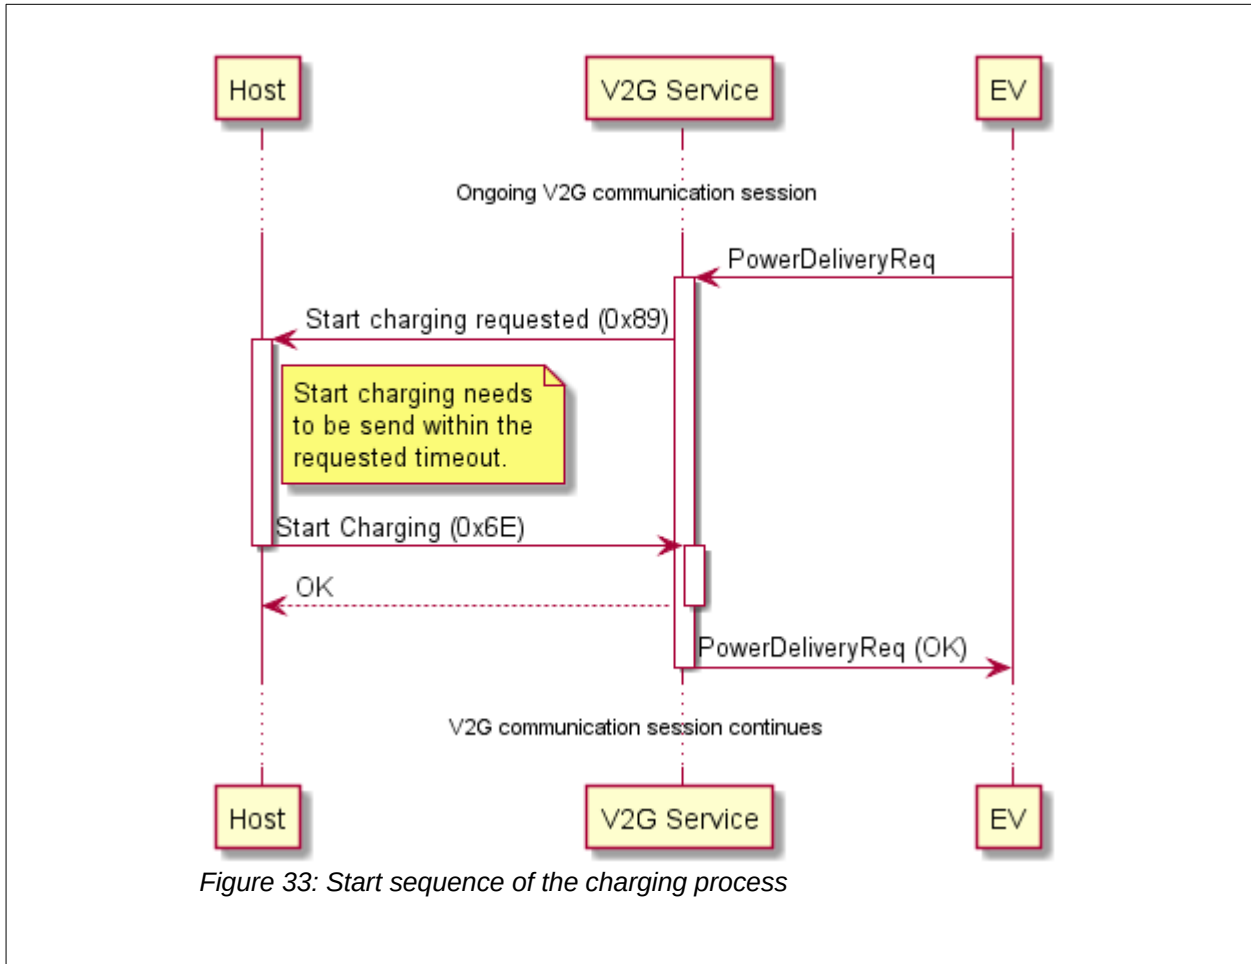 Host
V2G Service
EV
Ongoing V2G communication session
PowerDeliveryReq
Start charging requested (0x89)
Start charging needs
to be send within the
requested timeout.
Start Charging (0x6E)
OK
PowerDeliveryReq (OK)
V2G communication session continues
Host
V2G Service
EV
Figure 33: Start sequence of the charging process